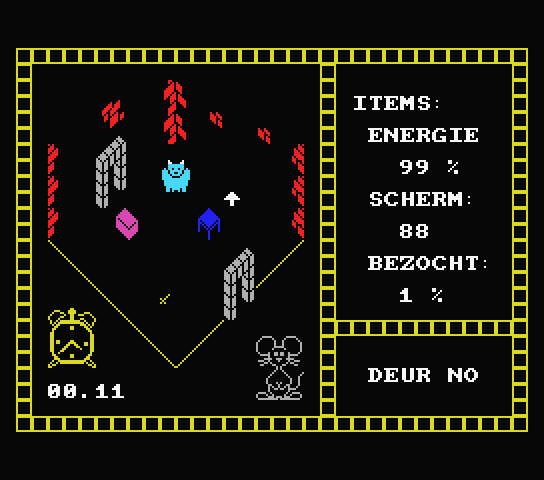 ITEMS:
ENERGIE
99 %
SCHERM:
88
BEZOCHT:
1 %
DEUR NO
00.11